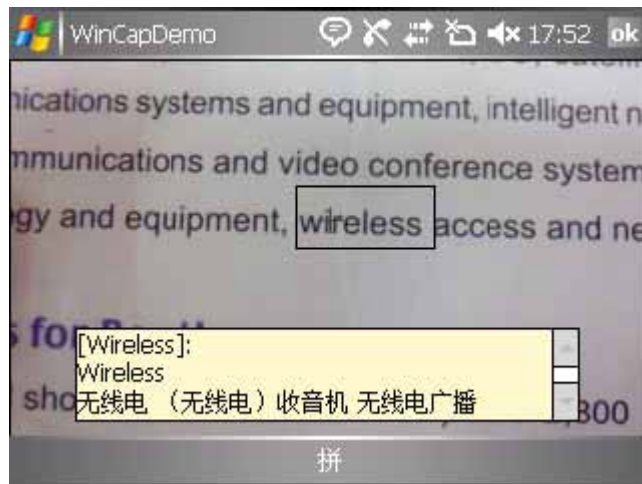 WinCapDemo 17:52 ok
nications systems and equipment, intelligent n
mmunications and video conference system
gy and equipment, wireless access and ne
s for
[Wireless]:
Wireless
sho
无线电 （无线电）收音机 无线电广播
,300
拼